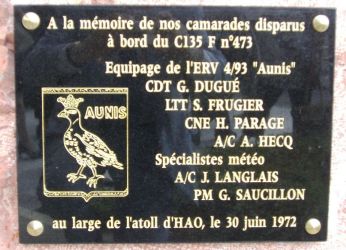 A la mémoire de nos camarades disparus
à bord du C135 F n°473
Equipage de l'ERV 4/93 "Aunis"
CDT G. DUGUÉ
LTT S. FRUGIER
CNE H. PARAGE
A/C A. HECQ
AUNIS
Spécialistes météo
A/C J. LANGLAIS
PM G. SAUCILLON
au large de l'atoll d'HAO, le 30 juin 1972